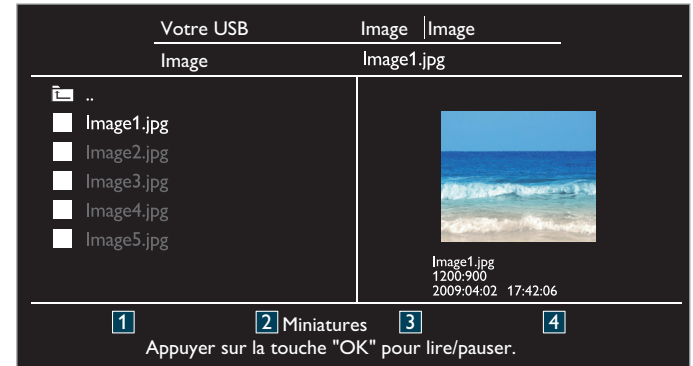 Votre USB Image Image
Image Image1.jpg
..
Image1.jpg
Image2.jpg
Image3.jpg
Image4.jpg
Image5.jpg
Image1.jpg
1200:900
2009:04:02 17:42:06
1 2 Miniatures 3 4
Appuyer sur la touche "OK" pour lire/pauser.